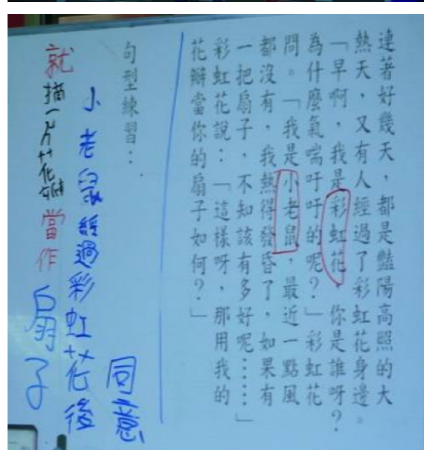 連著好幾天，都是豔陽高照的大
熱天，又有人經過了彩虹花身邊。
「早啊，我是彩虹花，你是誰呀？
為什麼氣喘吁吁的呢？」彩虹花
問。「我是小老鼠，最近一點風
都沒有，我熱得發昏了，如果有
一把扇子，不知該有多好呢……」
彩虹花說：「這樣呀，那用我的
花瓣當你的扇子如何？」
句型練習：
同意
小老鼠經過彩虹花後
就摘一片花瓣當作扇子